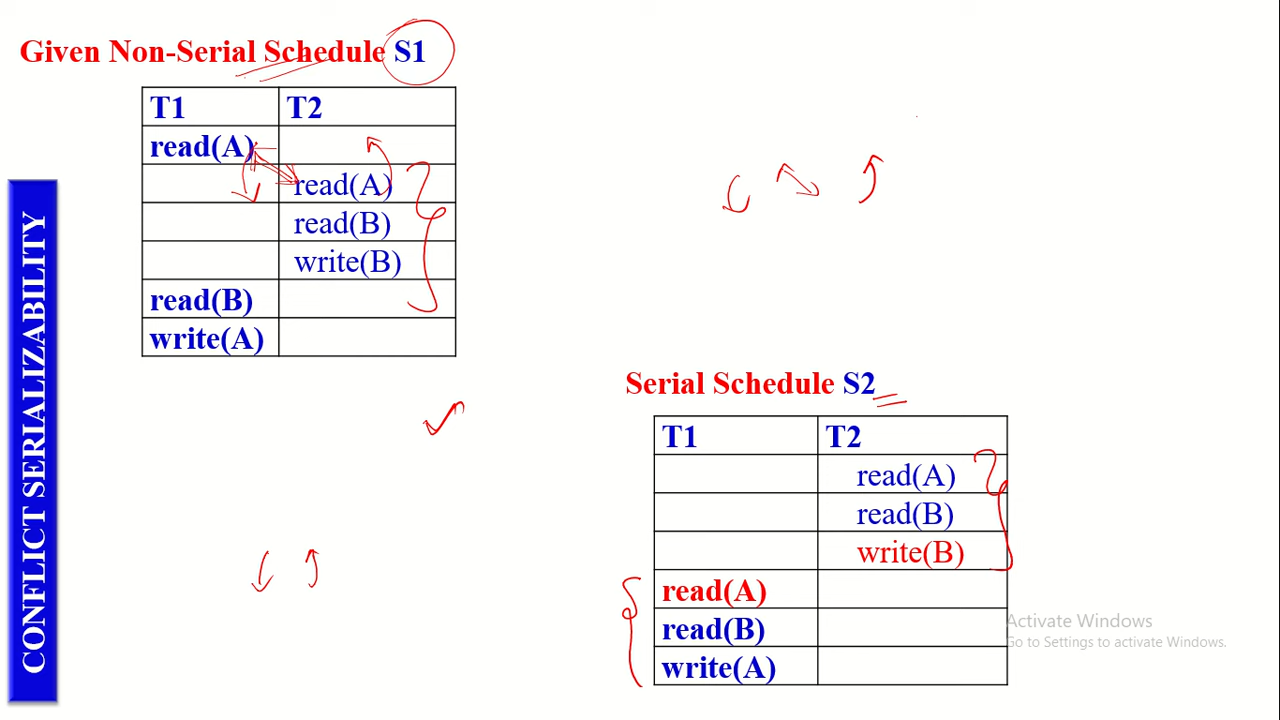 Given Non-Serial Schedule S1
T1 T2
read(A)
read(A)
read(B)
write(B)
read(B)
write(A)
CONFLICT SERIALIZABILITY
Serial Schedule S2
T1 T2
read(A)
read(B)
write(B)
read(A)
read(B)
write(A)
Activate Windows
Go to Settings to activate Windows.